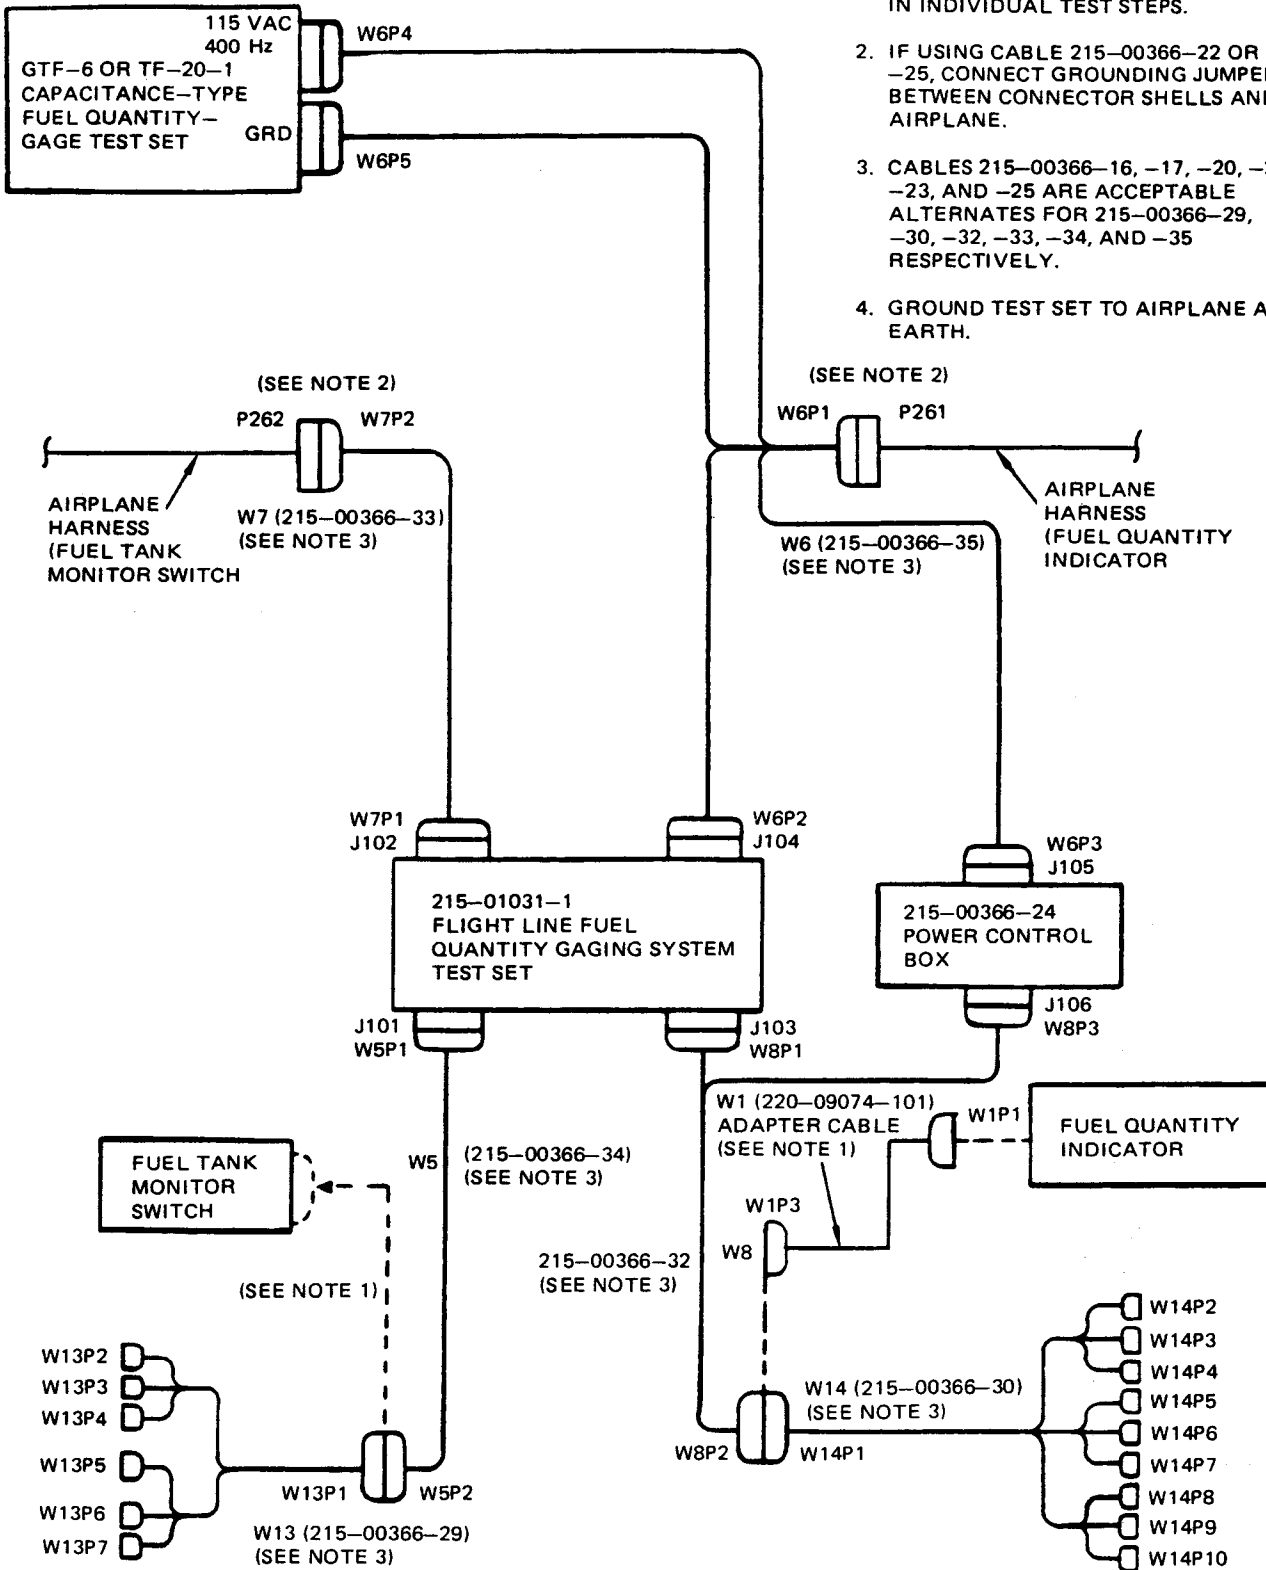 IN INDIVIDUAL TEST STEPS.
2. IF USING CABLE 215-00366-22 OR
-25, CONNECT GROUNDING JUMPER
BETWEEN CONNECTOR SHELLS AND
AIRPLANE.
3. CABLES 215-00366-16, -17, -20,
-23, AND -25 ARE ACCEPTABLE
ALTERNATES FOR 215-00366-29,
-30, -32, -33, -34, AND -35
RESPECTIVELY.
4. GROUND TEST SET TO AIRPLANE
EARTH.
115 VAC
400 Hz
W6P4
GTF-6 OR TF-20-1
CAPACITANCE-TYPE
FUEL QUANTITY-
GAGE TEST SET
GRD
W6P5
(SEE NOTE 2)
P262
W7P2
AIRPLANE
HARNESS
(FUEL TANK
MONITOR SWITCH
W7 (215-00366-33)
(SEE NOTE 3)
(SEE NOTE 2)
W6P1
P261
AIRPLANE
HARNESS
(FUEL QUANTITY
INDICATOR
W6 (215-00366-35)
(SEE NOTE 3)
W7P1
J102
W6P2
J104
W6P3
J105
215-01031-1
FLIGHT LINE FUEL
QUANTITY GAGING SYSTEM
TEST SET
215-00366-24
POWER CONTROL
BOX
J101
W5P1
J103
W8P1
J106
W8P3
W1 (220-09074-101)
ADAPTER CABLE
(SEE NOTE 1)
W1P1
FUEL QUANTITY
INDICATOR
FUEL TANK
MONITOR
SWITCH
W5
(215-00366-34)
(SEE NOTE 3)
W1P3
W8
215-00366-32
(SEE NOTE 3)
(SEE NOTE 1)
W13P2
W13P3
W13P4
W13P5
W13P6
W13P7
W13P1
W5P2
W13 (215-00366-29)
(SEE NOTE 3)
W14 (215-00366-30)
(SEE NOTE 3)
W8P2
W14P1
W14P2
W14P3
W14P4
W14P5
W14P6
W14P7
W14P8
W14P9
W14P10